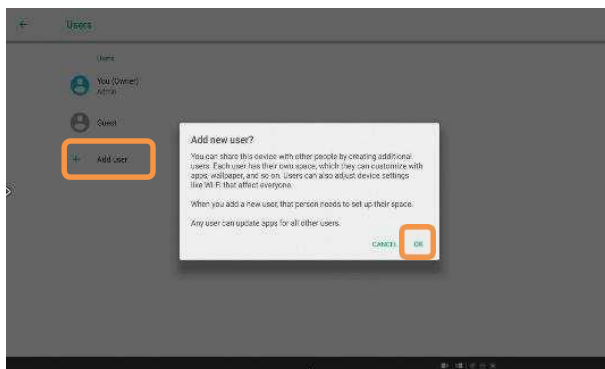 Users
Users
You (Owner)
Admin
Guest
Add user
Add new user?
You can share this device with other people by creating additional
users. Each user has their own space, which they can customize with
apps, wallpaper, and so on. Users can also adjust device settings
like Wi-Fi that affect everyone.
When you add a new user, that person needs to set up their space.
Any user can update apps for all other users.
CANCEL OK